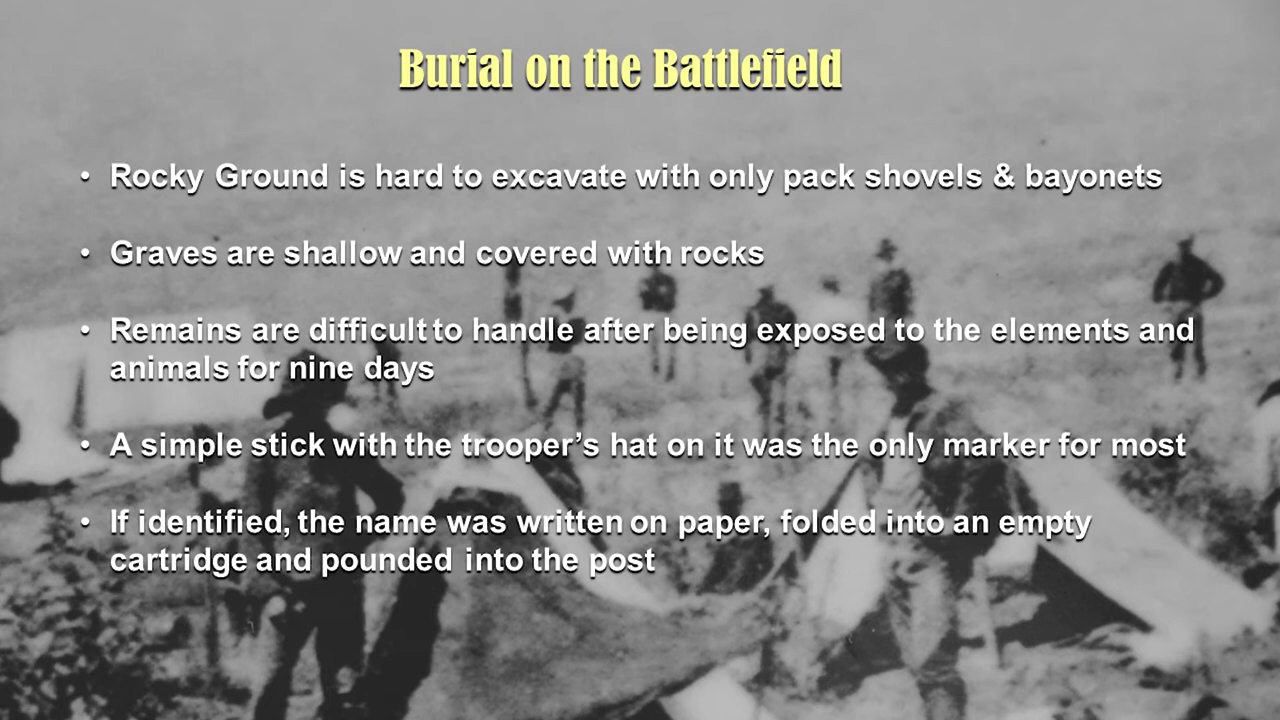 Burial on the Battlefield
• Rocky Ground is hard to excavate with only pack shovels & bayonets
• Graves are shallow and covered with rocks
• Remains are difficult to handle after being exposed to the elements and
animals for nine days
• A simple stick with the trooper’s hat on it was the only marker for most
• If identified, the name was written on paper, folded into an empty
cartridge and pounded into the post